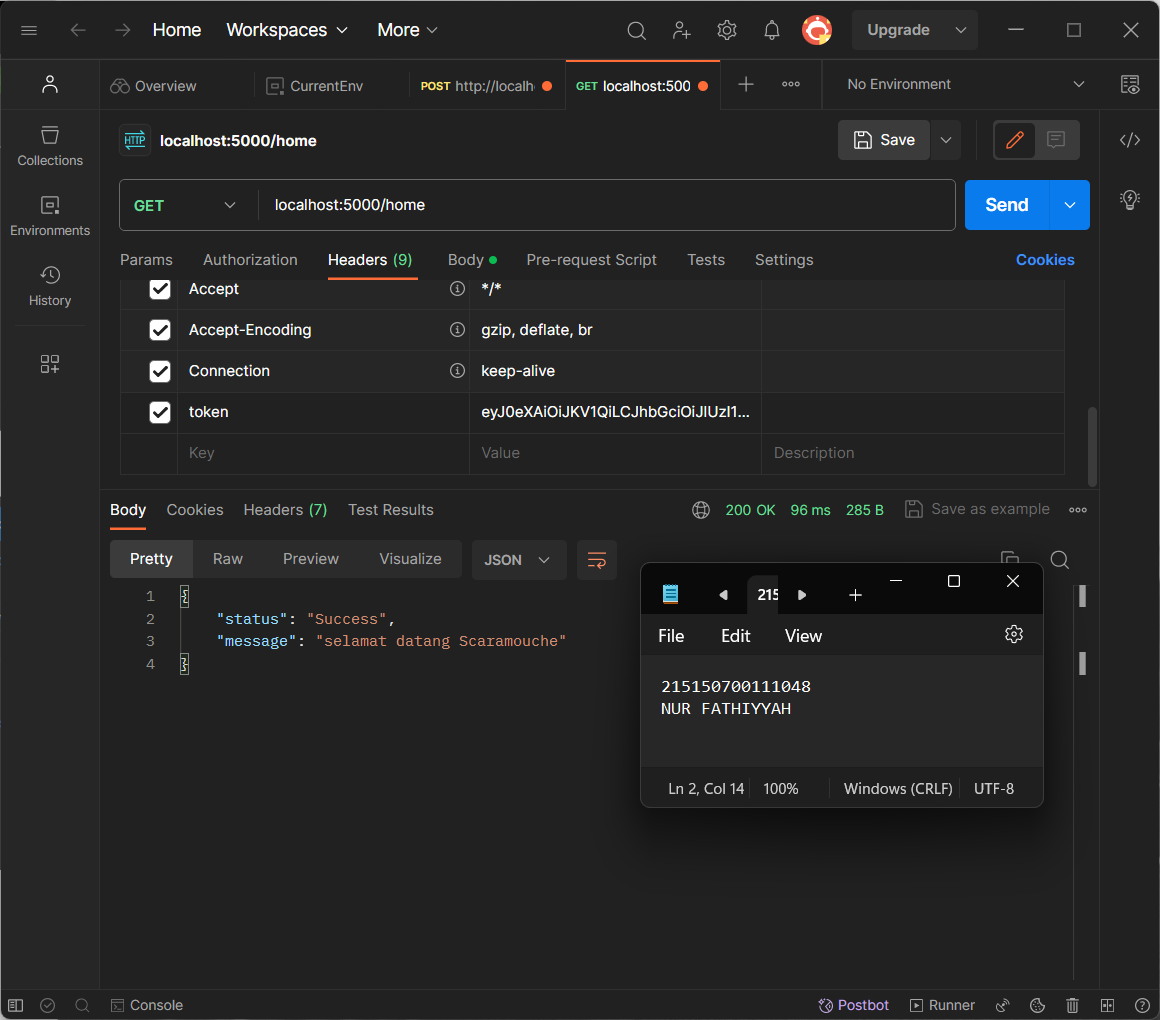 Home Workspaces More Upgrade
Overview CurrentEnv POST http://localh GET localhost:500 No Environment
Collections
Environments
History
HTTP localhost:5000/home Save
GET localhost:5000/home Send
Params Authorization Headers (9) Body Pre-request Script Tests Settings Cookies
Accept */*
Accept-Encoding gzip, deflate, br
Connection keep-alive
token eyJ0eXAiOiJKV1QiLCJhbGciOiJIUzI1...
Key Value Description
Body Cookies Headers (7) Test Results 200 OK 96 ms 285 B Save as example
Pretty Raw Preview Visualize JSON
1 {
2 "status": "Success",
3 "message": "selamat datang Scaramouche"
4 }
215
File Edit View
215150700111048
NUR FATHIYYAH
Ln 2, Col 14 100% Windows (CRLF) UTF-8
Console Postbot Runner